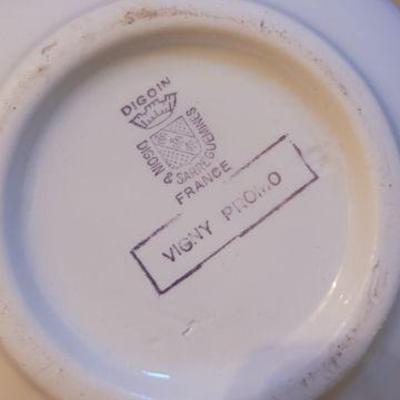 DIGOIN
DIGOIN & SARREGUEMINES
FRANCE
VIGNY PROMO